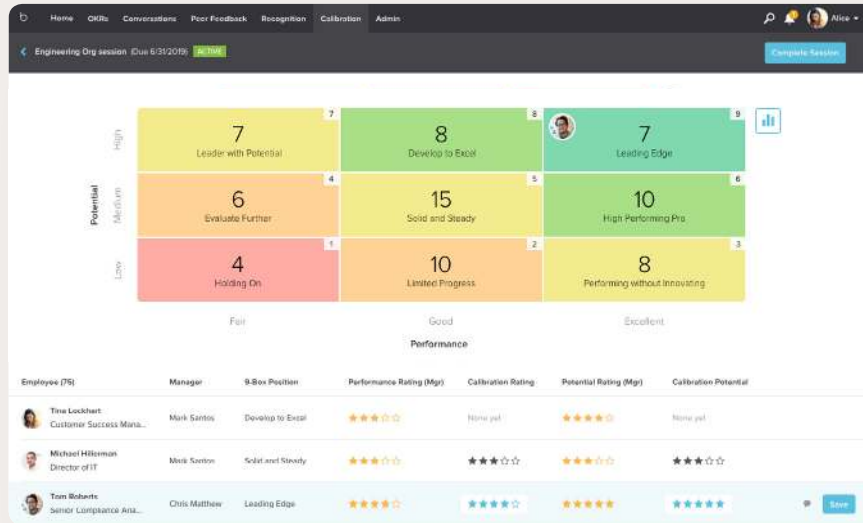 Home OKRs Conversations Peer Feedback Recognition Calibration Admin Alice
Engineering Org session (Due 6/31/2019) ACTIVE Complete Session
7 8 9
High 7 8 7
Leader with Potential Develop to Excel Leading Edge
4 5 6
Potential Medium 6 15 10
Evaluate Further Solid and Steady High Performing Pro
1 2 3
Low 4 10 8
Holding On Limited Progress Performing without Innovating
Fair Good Excellent
Performance
Employee (75) Manager 9-Box Position Performance Rating (Mgr) Calibration Rating Potential Rating (Mgr) Calibration Potential
Tina Lockhart
Customer Success Mana... Mark Santos Develop to Excel None yet None yet
Michael Hillerman
Director of IT Mark Santos Solid and Steady
Tom Roberts
Senior Compliance Ana... Chris Matthew Leading Edge Save